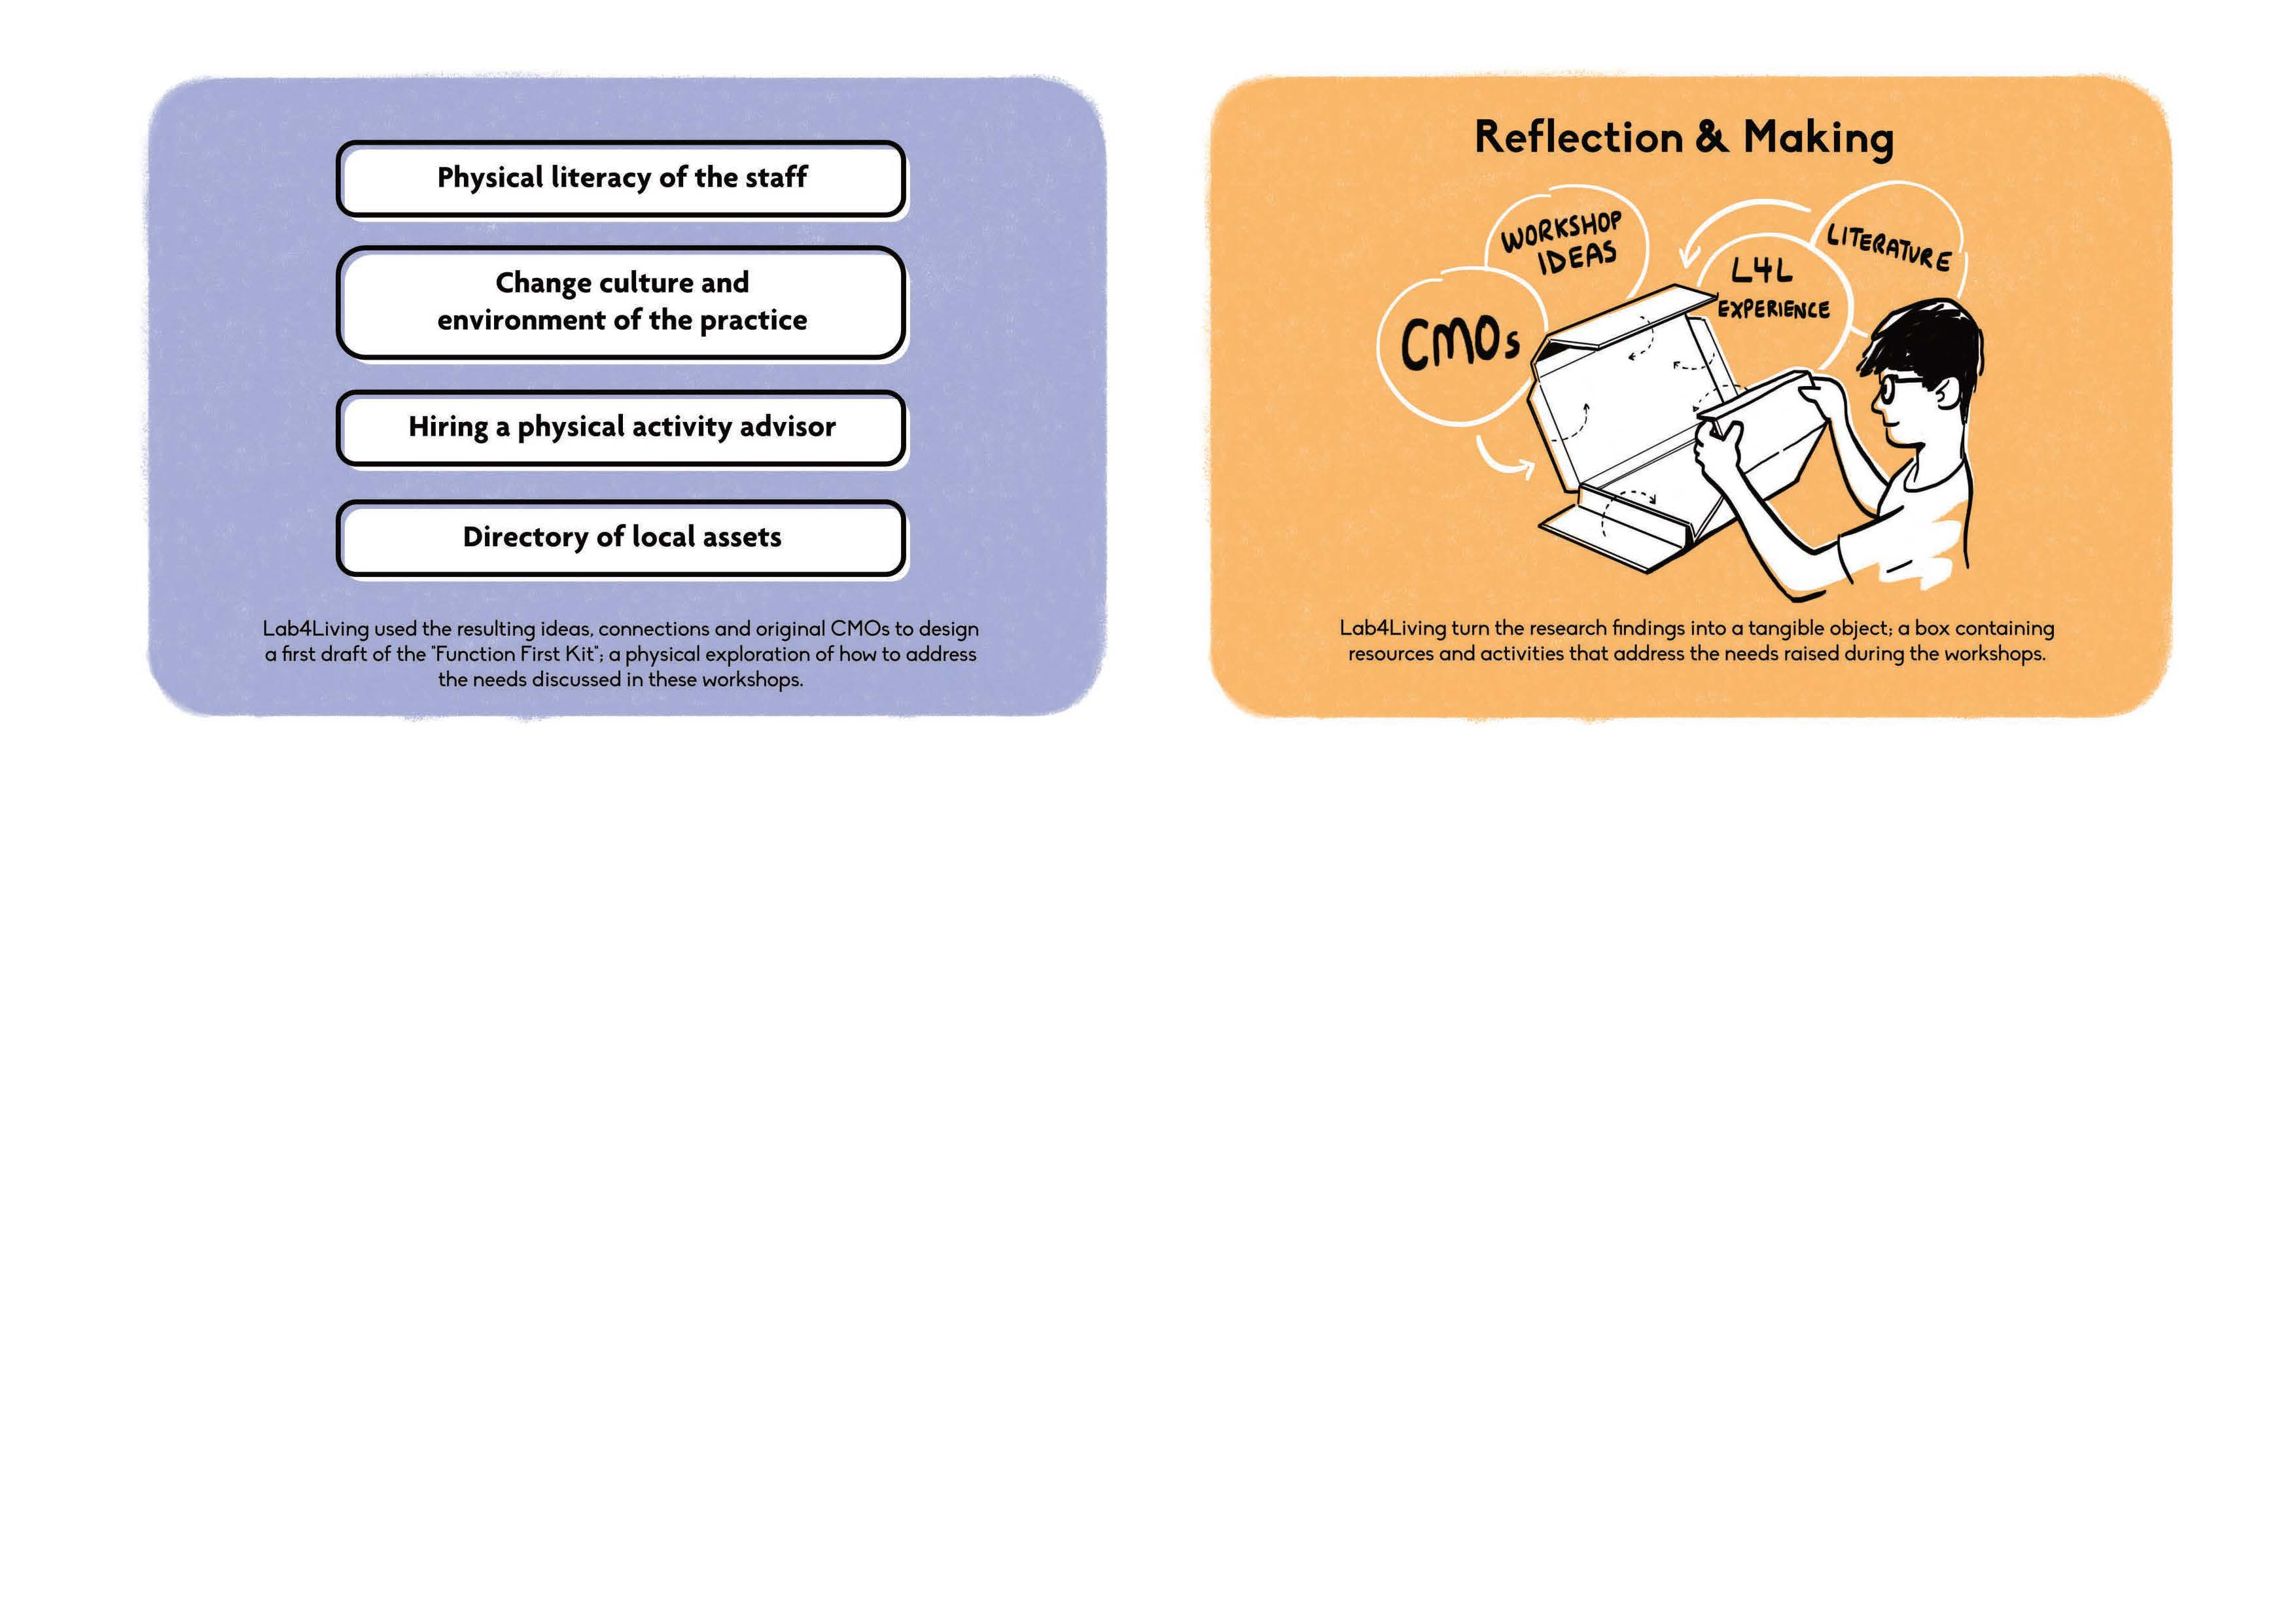 Physical literacy of the staff
Change culture and
environment of the practice
Hiring a physical activity advisor
Directory of local assets
Lab4Living used the resulting ideas, connections and original CMOs to design
a first draft of the "Function First Kit"; a physical exploration of how to address
the needs discussed in these workshops.
Reflection & Making
CMOs
WORKSHOP
IDEAS
L4L
EXPERIENCE
LITERATURE
Lab4Living turn the research findings into a tangible object; a box containing
resources and activities that address the needs raised during the workshops.